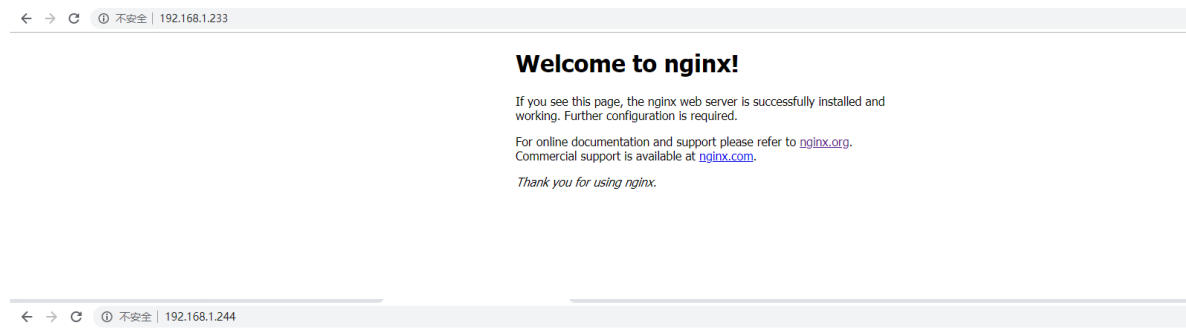 不安全 192.168.1.233
Welcome to nginx!
If you see this page, the nginx web server is successfully installed and
working. Further configuration is required.
For online documentation and support please refer to nginx.org.
Commercial support is available at nginx.com.
Thank you for using nginx.
不安全 192.168.1.244